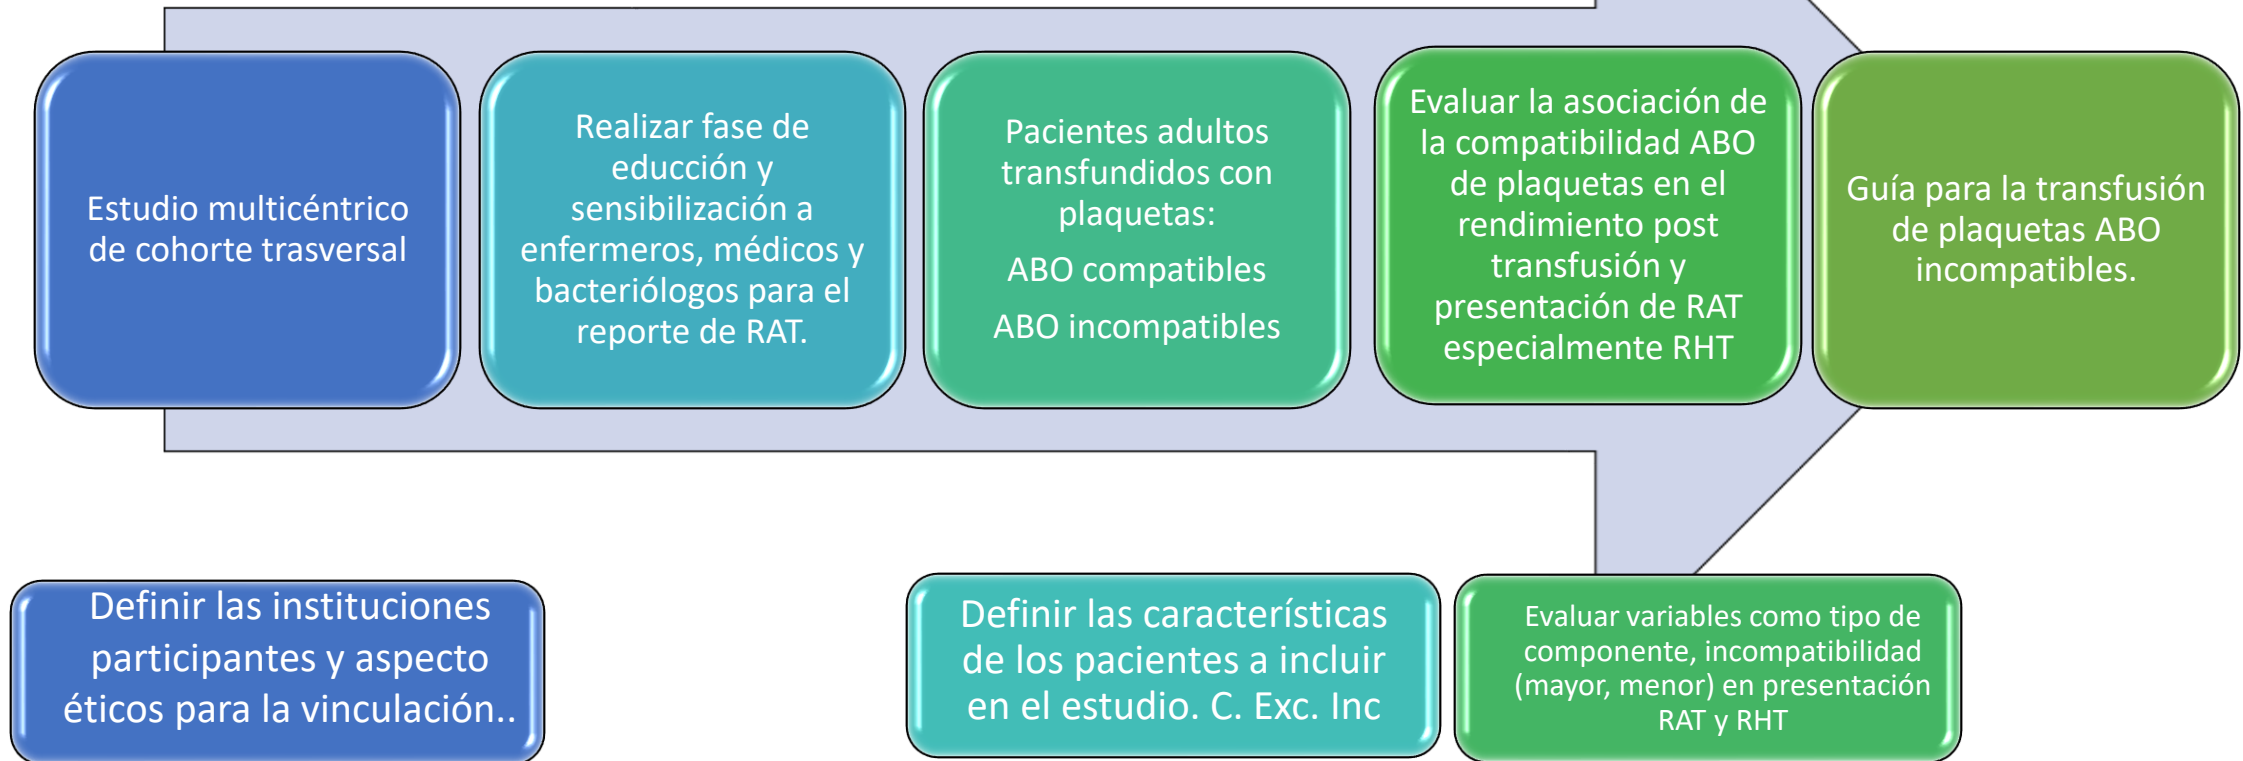 Estudio multicéntrico
de cohorte trasversal
Realizar fase de
educción y
sensibilización a
enfermeros, médicos y
bacteriólogos para el
reporte de RAT.
Pacientes adultos
transfundidos con
plaquetas:
ABO compatibles
ABO incompatibles
Evaluar la asociación de
la compatibilidad ABO
de plaquetas en el
rendimiento post
transfusión y
presentación de RAT
especialmente RHT
Guía para la transfusión
de plaquetas ABO
incompatibles.
Definir las instituciones
participantes y aspecto
éticos para la vinculación..
Definir las características
de los pacientes a incluir
en el estudio. C. Exc. Inc
Evaluar variables como tipo de
componente, incompatibilidad
(mayor, menor) en presentación
RAT y RHT